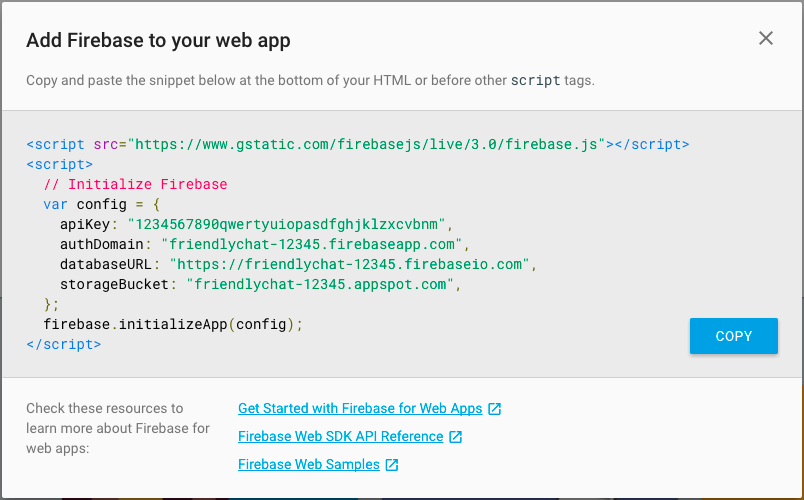 Add Firebase to your web app
Copy and paste the snippet below at the bottom of your HTML or before other script tags.
<script src="https://www.gstatic.com/firebasejs/live/3.0/firebase.js"></script>
<script>
  // Initialize Firebase
  var config = {
    apiKey: "1234567890qwertyuiopasdfghjklzxcvbnm",
    authDomain: "friendlychat-12345.firebaseapp.com",
    databaseURL: "https://friendlychat-12345.firebaseio.com",
    storageBucket: "friendlychat-12345.appspot.com",
  };
  firebase.initializeApp(config);
</script>
COPY
Check these resources to
learn more about Firebase for
web apps:
Get Started with Firebase for Web Apps
Firebase Web SDK API Reference
Firebase Web Samples